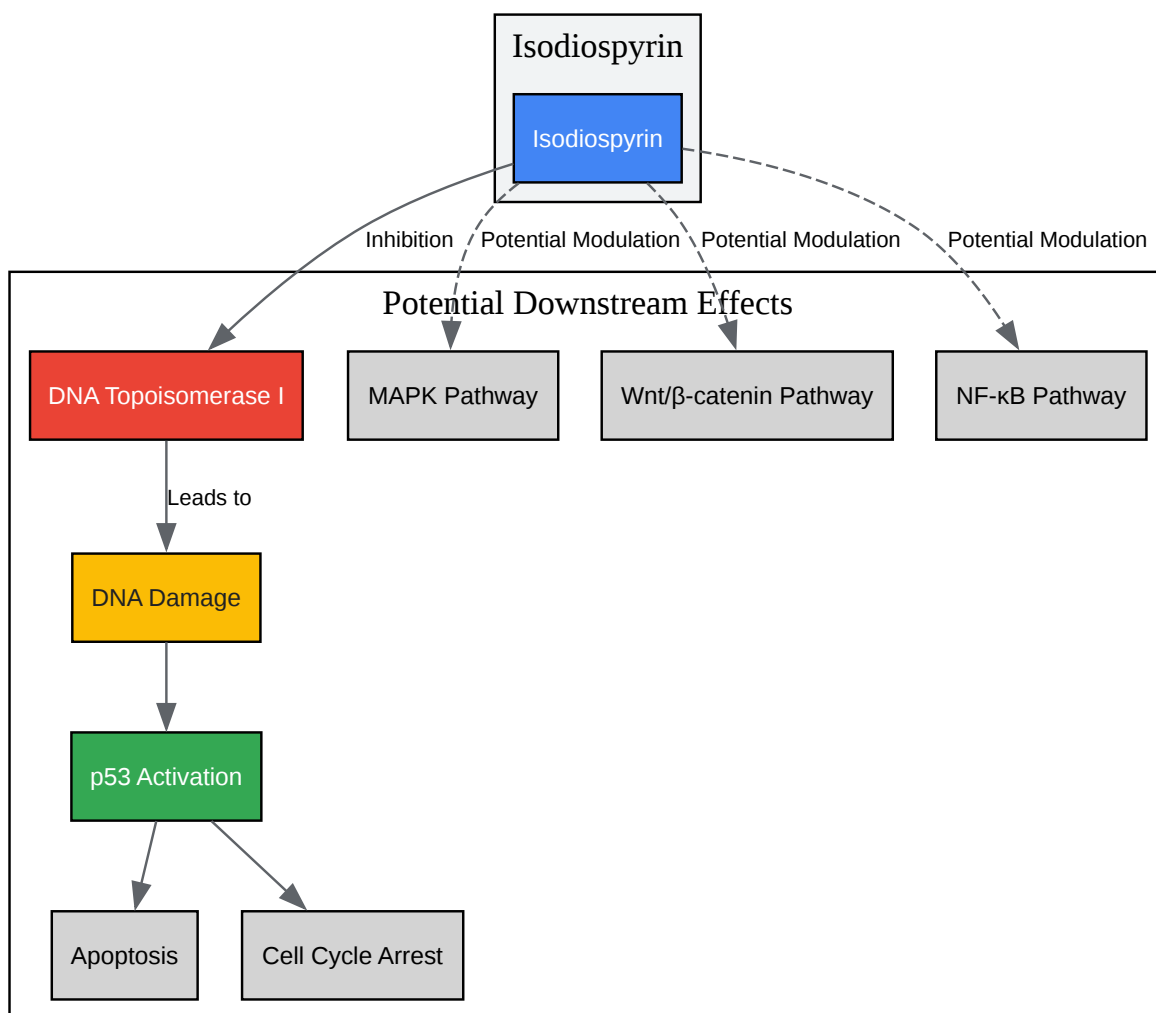 Isodiospyrin
Isodiospyrin
Inhibition
Potential Modulation
Potential Modulation
Potential Modulation
Potential Downstream Effects
DNA Topoisomerase I
MAPK Pathway
Wnt/β-catenin Pathway
NF-κB Pathway
Leads to
DNA Damage
p53 Activation
Apoptosis
Cell Cycle Arrest